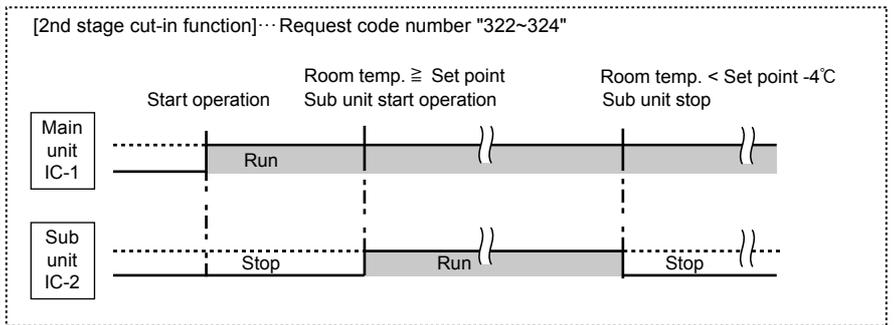 [2nd stage cut-in function]···Request code number "322~324"
Room temp. ≧ Set point
Room temp. < Set point -4℃
Start operation
Sub unit start operation
Sub unit stop
Main
unit
IC-1
Run
Sub
unit
IC-2
Stop
Run
Stop